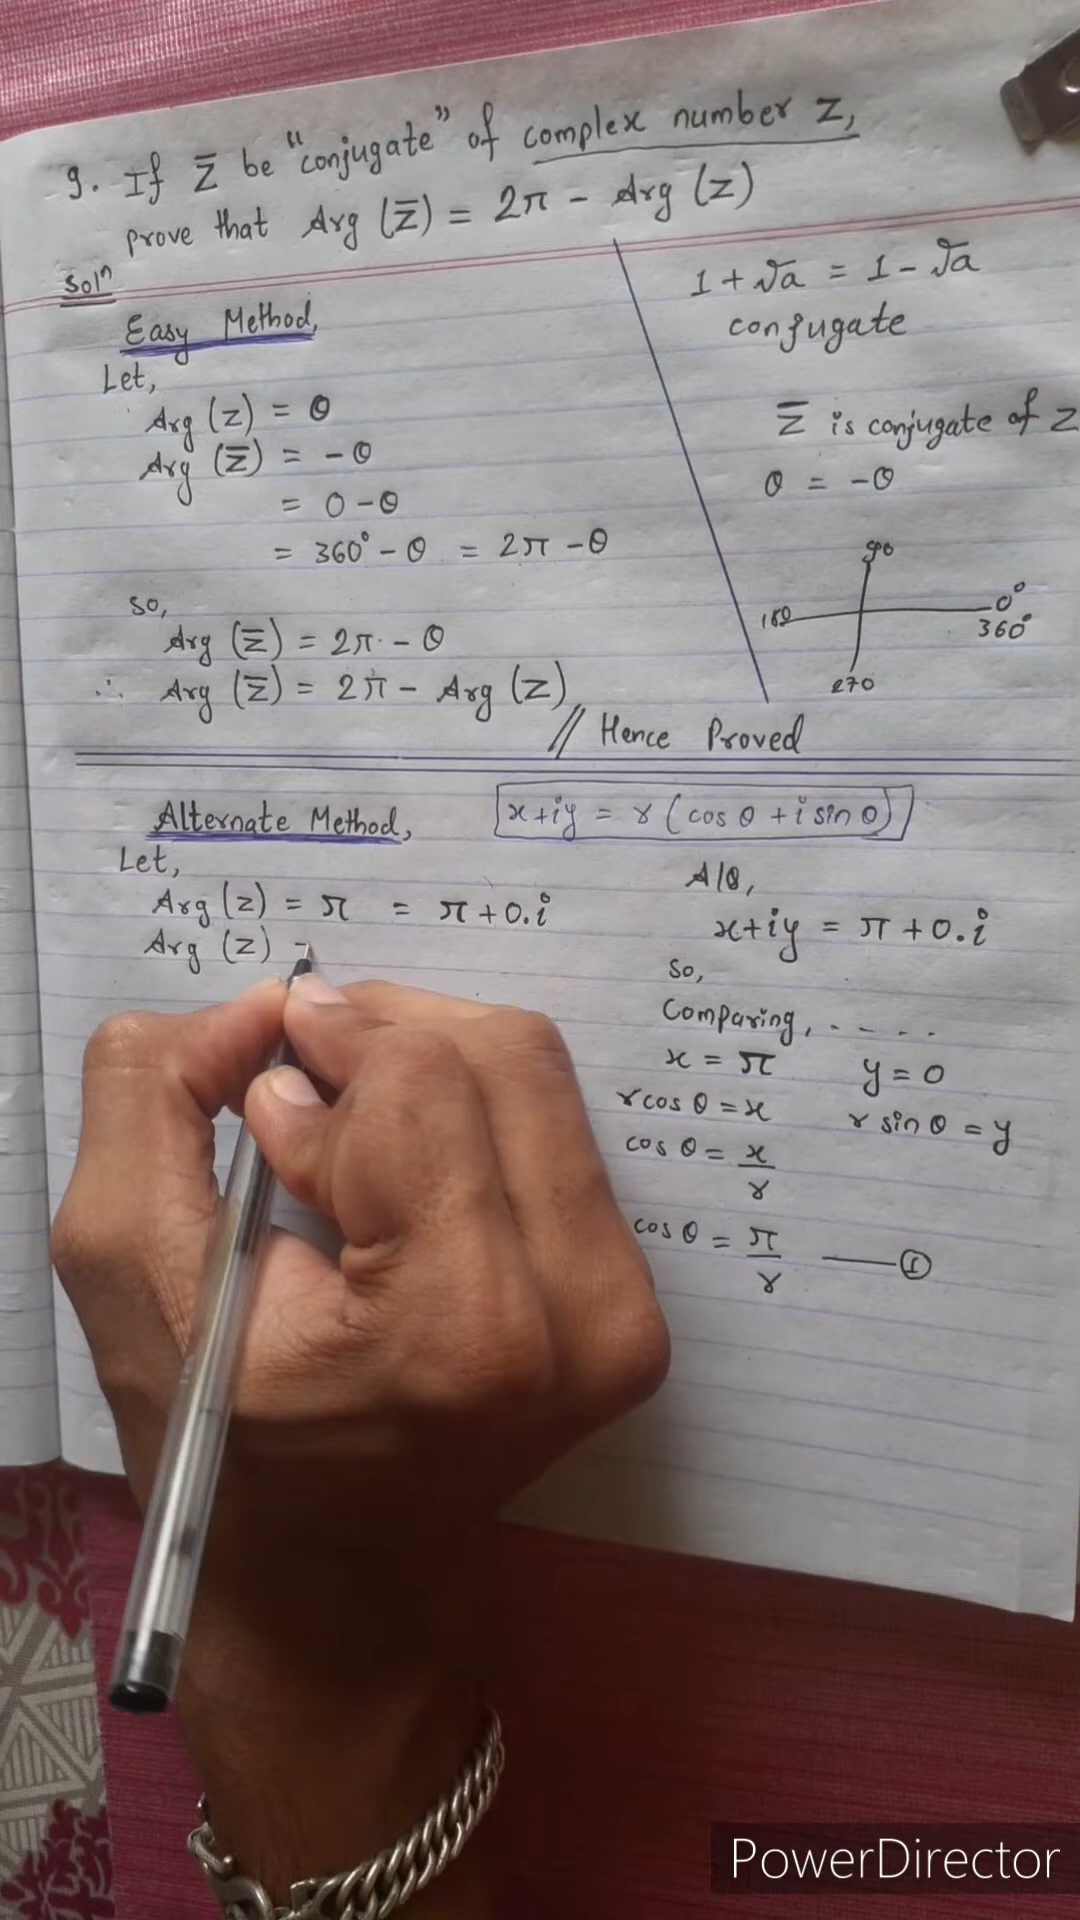 9. If z̅ be "conjugate" of complex number z,
prove that Arg (z̅) = 2π - Arg (z)
Solⁿ
Easy Method,
Let,
Arg (z) = θ
Arg (z̅) = -θ
= 0-θ
= 360° - θ = 2π - θ
so,
Arg (z̅) = 2π - θ
∴ Arg (z̅) = 2π - Arg (z)
// Hence Proved
1 + √a = 1 - √a
conjugate
z̅ is conjugate of z
θ = -θ
90
180
0°
360°
270
Alternate Method,
x+iy = r (cos θ + i sin θ)
Let,
Arg (z) = π = π + 0.i
Arg (z) =
A/Q,
x+iy = π + 0.i
So,
Comparing, - - - -
x = π y = 0
r cos θ = x r sin θ = y
cos θ = x/r
cos θ = π/r —— ①
PowerDirector